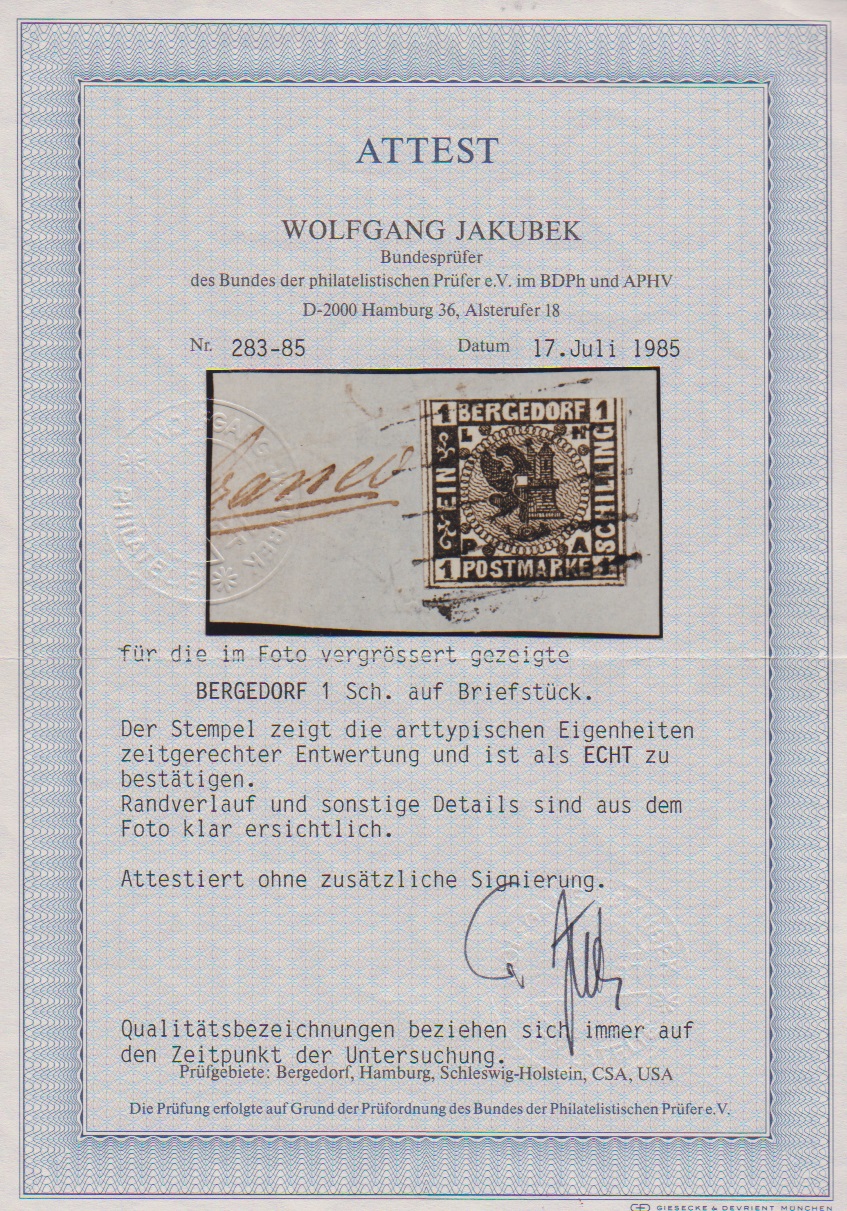 ATTEST
WOLFGANG JAKUBEK
Bundesprüfer
des Bundes der philatelistischen Prüfer e.V. im BDPh und APHV
D-2000 Hamburg 36, Alsterufer 18
Nr. 283-85 Datum 17.Juli 1985
franco
1 BERGEDORF 1
L H
EIN
SCHILLING
P A
1 POSTMARKE 1
für die im Foto vergrössert gezeigte
BERGEDORF 1 Sch. auf Briefstück.
Der Stempel zeigt die arttypischen Eigenheiten
zeitgerechter Entwertung und ist als ECHT zu
bestätigen.
Randverlauf und sonstige Details sind aus dem
Foto klar ersichtlich.
Attestiert ohne zusätzliche Signierung.
Qualitätsbezeichnungen beziehen sich immer auf
den Zeitpunkt der Untersuchung.
Prüfgebiete: Bergedorf, Hamburg, Schleswig-Holstein, CSA, USA
Die Prüfung erfolgte auf Grund der Prüfordnung des Bundes der Philatelistischen Prüfer e.V.
GIESECKE & DEVRIENT MÜNCHEN